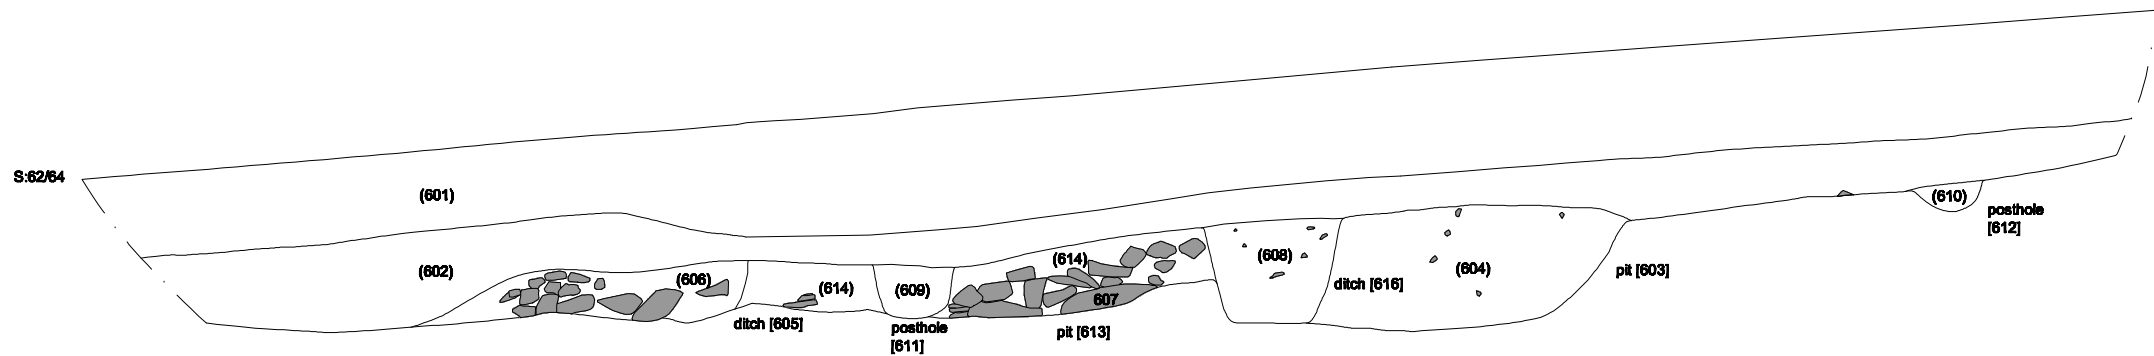 S:62/64
(601)
(602)
(606)
(614)
(609)
(614)
607
(608)
(604)
(610)
ditch [605]
posthole
[611]
pit [613]
ditch [616]
pit [603]
posthole
[612]